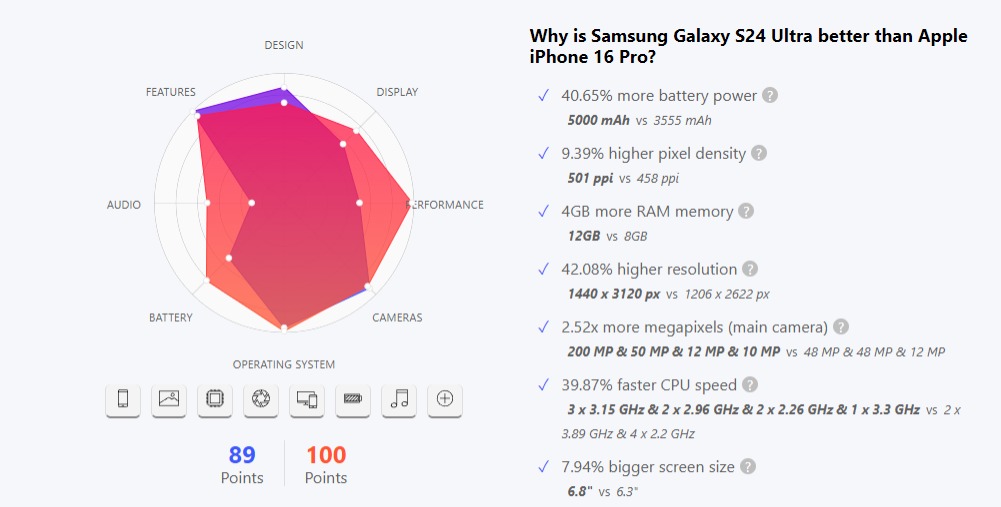 DESIGN
FEATURES
DISPLAY
AUDIO
PERFORMANCE
BATTERY
CAMERAS
OPERATING SYSTEM
89
Points
100
Points
Why is Samsung Galaxy S24 Ultra better than Apple
iPhone 16 Pro?
✓ 40.65% more battery power ?
5000 mAh vs 3555 mAh
✓ 9.39% higher pixel density ?
501 ppi vs 458 ppi
✓ 4GB more RAM memory ?
12GB vs 8GB
✓ 42.08% higher resolution ?
1440 x 3120 px vs 1206 x 2622 px
✓ 2.52x more megapixels (main camera) ?
200 MP & 50 MP & 12 MP & 10 MP vs 48 MP & 48 MP & 12 MP
✓ 39.87% faster CPU speed ?
3 x 3.15 GHz & 2 x 2.96 GHz & 2 x 2.26 GHz & 1 x 3.3 GHz vs 2 x
3.89 GHz & 4 x 2.2 GHz
✓ 7.94% bigger screen size ?
6.8" vs 6.3"